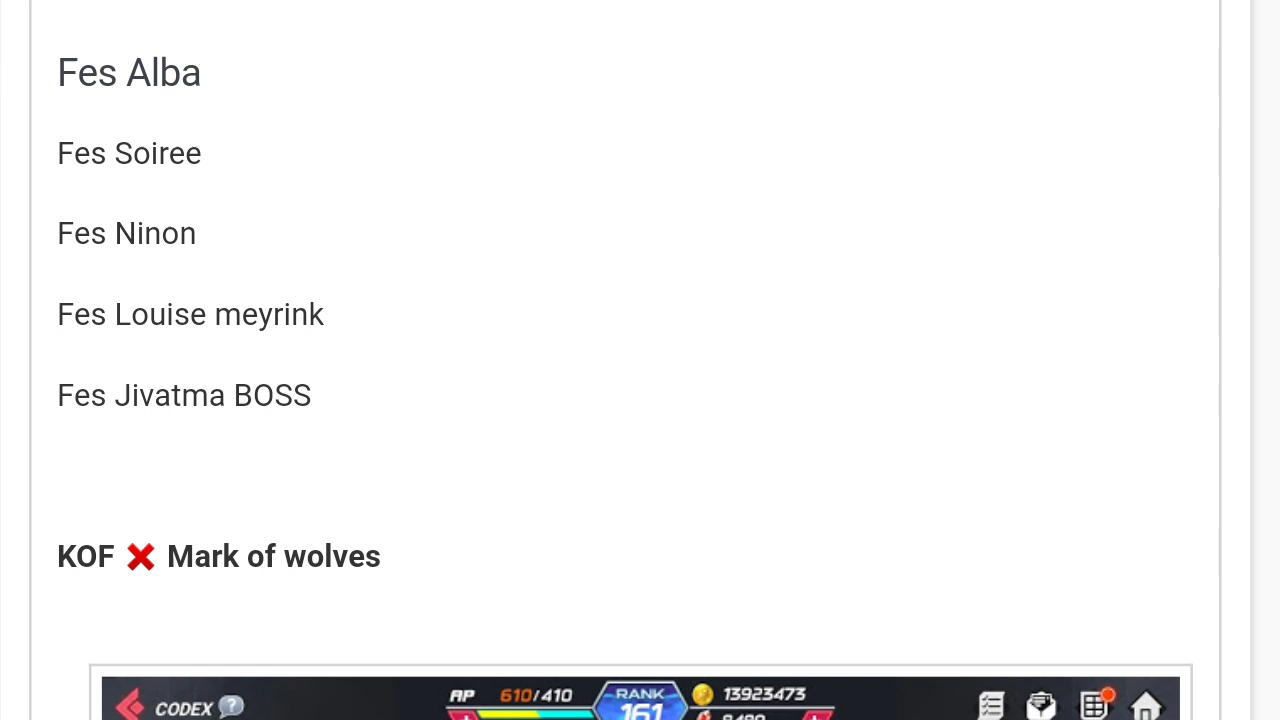 Fes Alba
Fes Soiree
Fes Ninon
Fes Louise meyrink
Fes Jivatma BOSS
KOF ❌ Mark of wolves
CODEX ?
AP 610/410
RANK
161
13923473